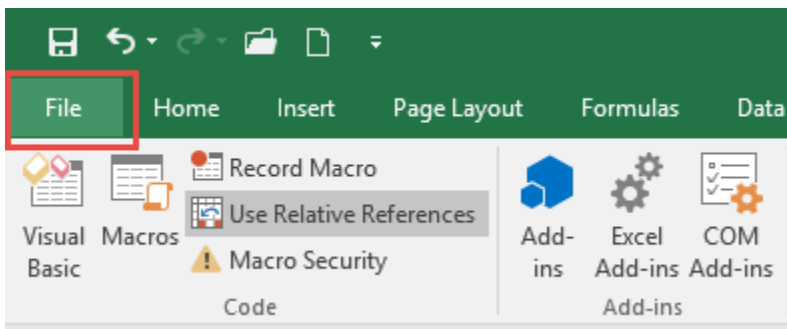 File Home Insert Page Layout Formulas Data
Record Macro
Use Relative References
Macro Security
Visual Basic
Macros
Add-ins
Excel Add-ins
COM Add-ins
Code
Add-ins